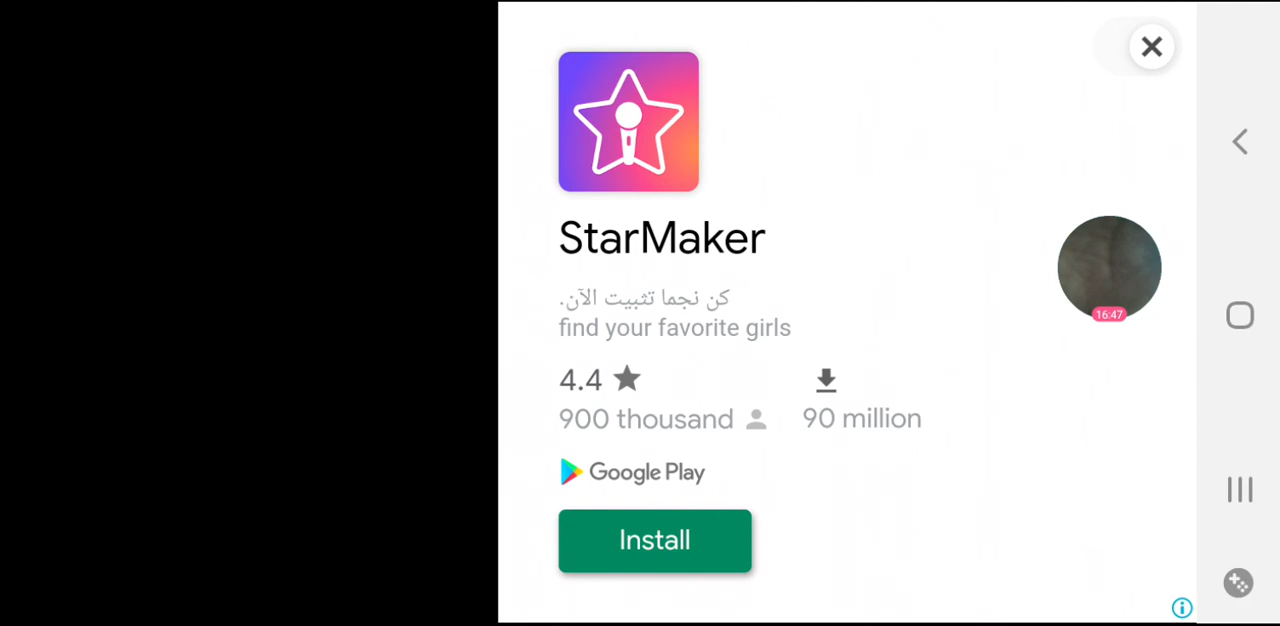 StarMaker
كن نجما تثبيت الآن.
find your favorite girls
4.4
900 thousand
90 million
Google Play
Install
16:47